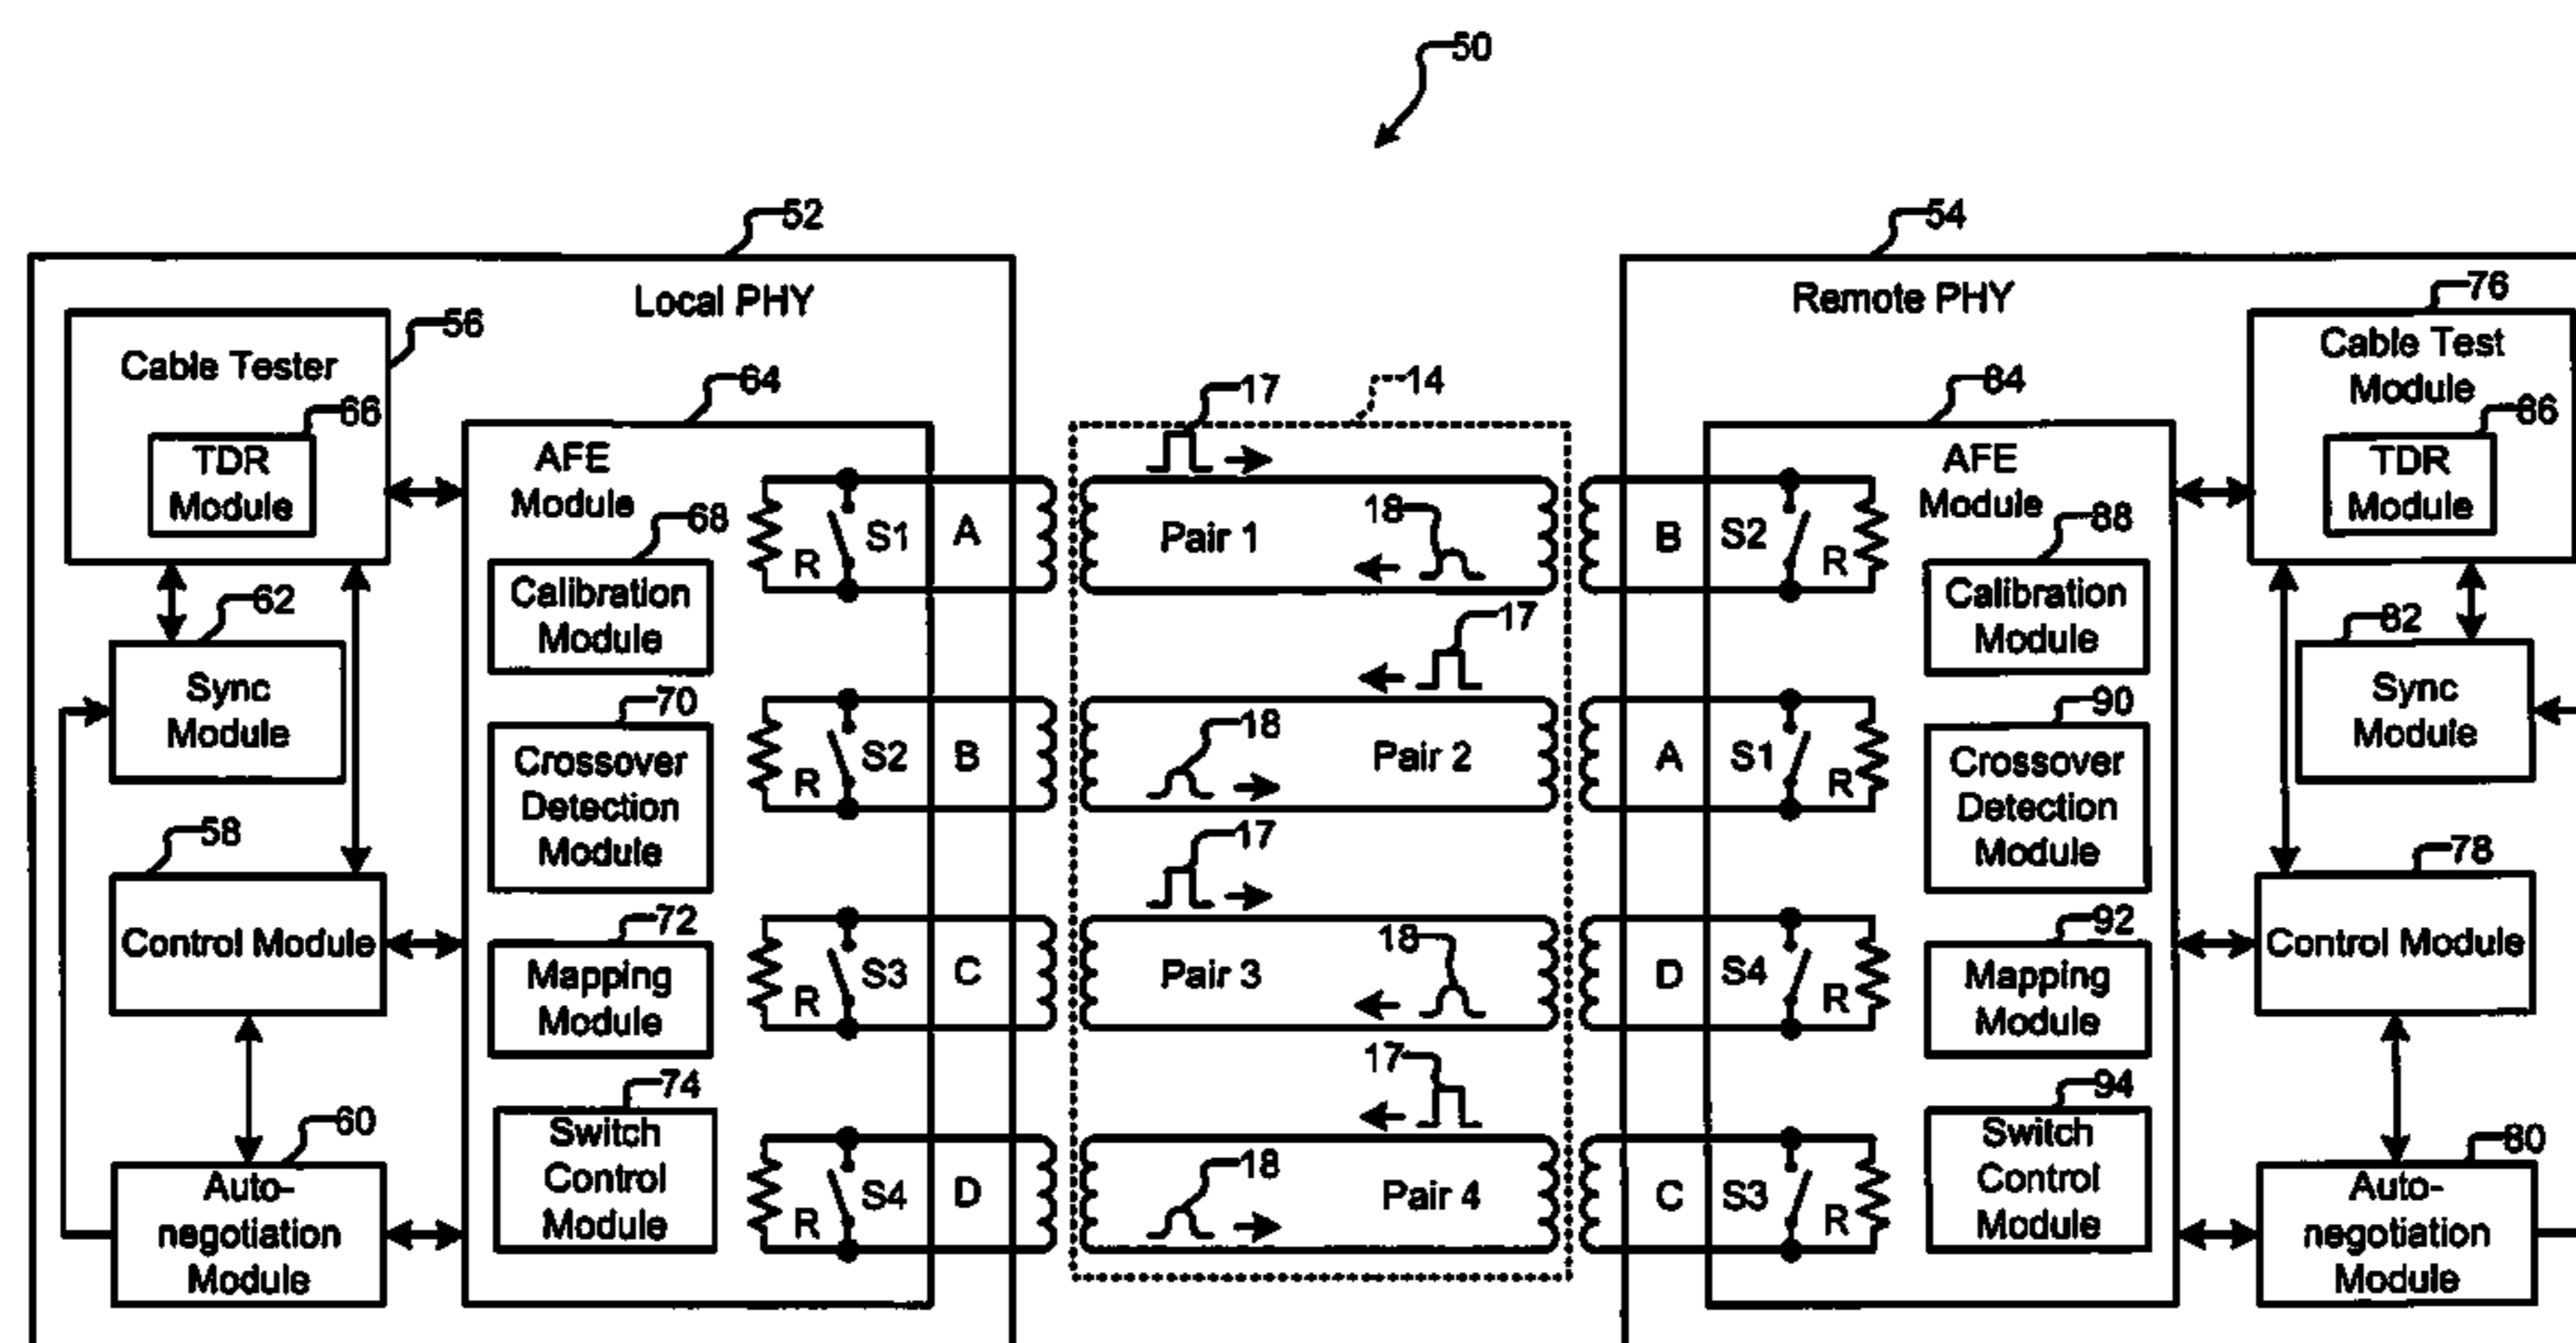 50
52
Local PHY
56
Cable Tester
66
TDR
Module
62
Sync
Module
58
Control Module
60
Auto-
negotiation
Module
64
AFE
Module
68
Calibration
Module
70
Crossover
Detection
Module
72
Mapping
Module
74
Switch
Control
Module
R S1 A
R S2 B
R S3 C
R S4 D
14
17
Pair 1
18
17
18
Pair 2
17
Pair 3
18
17
18
Pair 4
54
Remote PHY
B S2 R
A S1 R
D S4 R
C S3 R
84
AFE
Module
88
Calibration
Module
90
Crossover
Detection
Module
92
Mapping
Module
94
Switch
Control
Module
76
Cable Test
Module
86
TDR
Module
82
Sync
Module
78
Control Module
80
Auto-
negotiation
Module